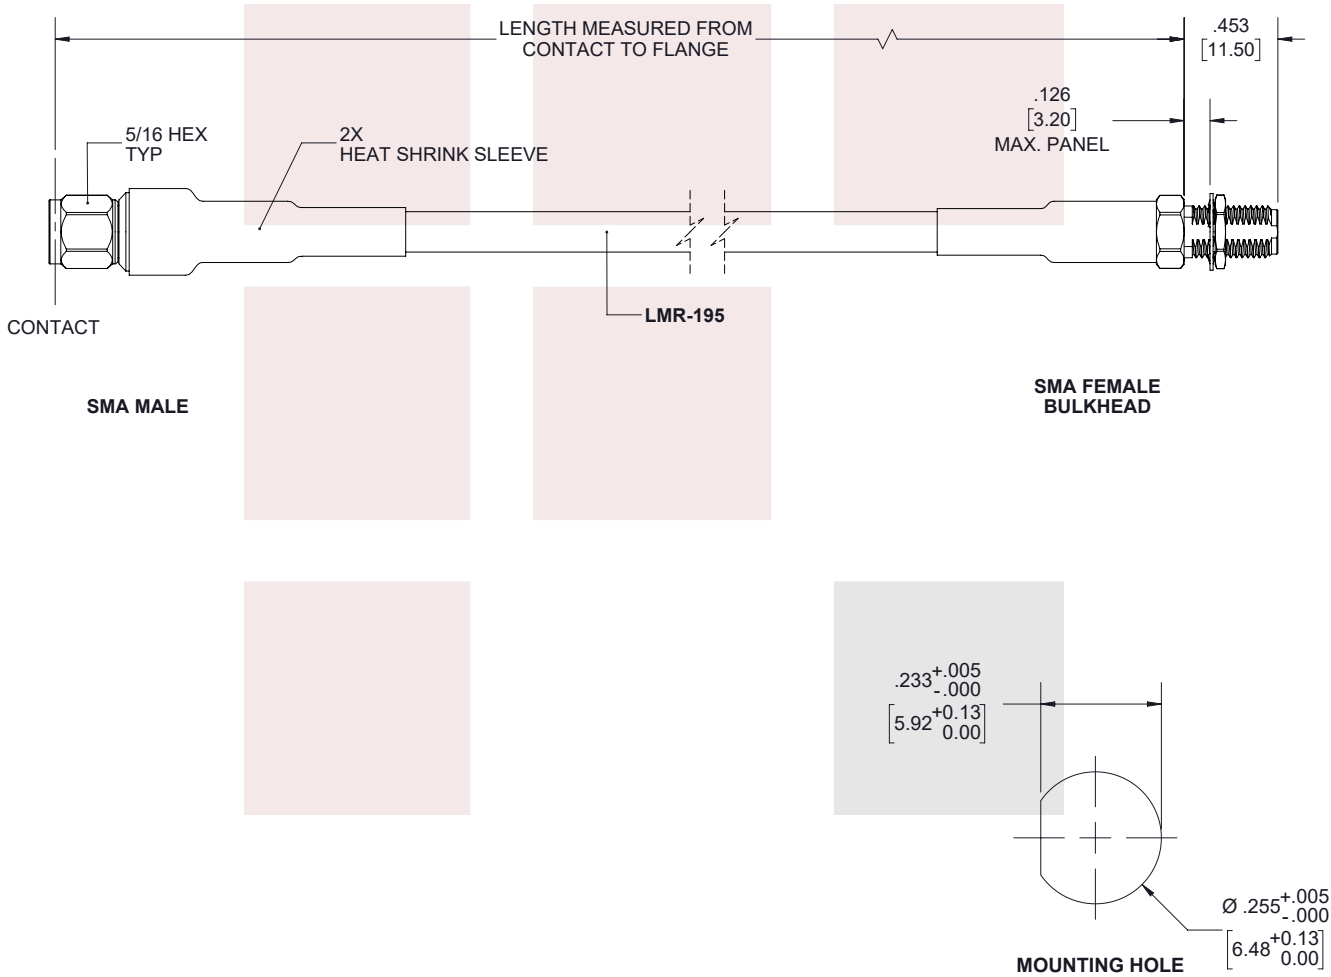 LENGTH MEASURED FROM
CONTACT TO FLANGE
.453
[11.50]
.126
[3.20]
MAX. PANEL
5/16 HEX
TYP
2X
HEAT SHRINK SLEEVE
CONTACT
LMR-195
SMA MALE
SMA FEMALE
BULKHEAD
.233 +.005
-.000
[5.92 +0.13
0.00]
Ø .255 +.005
-.000
[6.48 +0.13
0.00]
MOUNTING HOLE